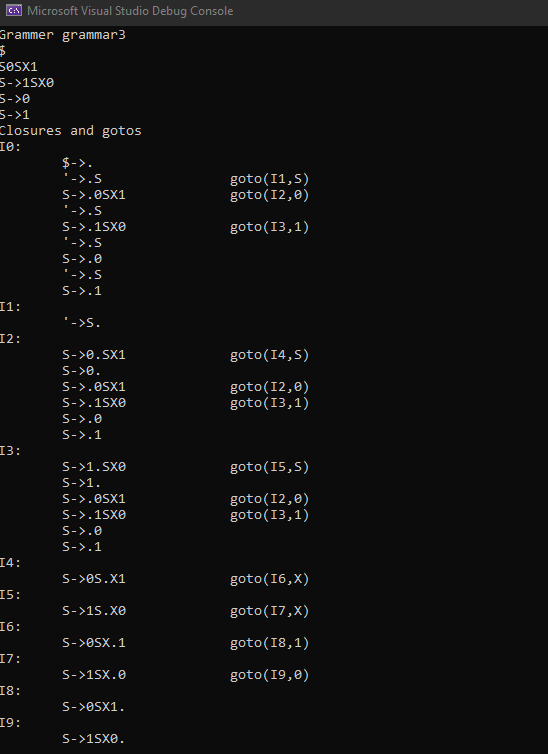 Microsoft Visual Studio Debug Console
Grammer grammar3
$
S0SX1
S->1SX0
S->0
S->1
Closures and gotos
I0:
$->.
'->.S goto(I1,S)
S->.0SX1 goto(I2,0)
'->.S
S->.1SX0 goto(I3,1)
'->.S
S->.0
'->.S
S->.1
I1:
'->S.
I2:
S->0.SX1 goto(I4,S)
S->0.
S->.0SX1 goto(I2,0)
S->.1SX0 goto(I3,1)
S->.0
S->.1
I3:
S->1.SX0 goto(I5,S)
S->1.
S->.0SX1 goto(I2,0)
S->.1SX0 goto(I3,1)
S->.0
S->.1
I4:
S->0S.X1 goto(I6,X)
I5:
S->1S.X0 goto(I7,X)
I6:
S->0SX.1 goto(I8,1)
I7:
S->1SX.0 goto(I9,0)
I8:
S->0SX1.
I9:
S->1SX0.